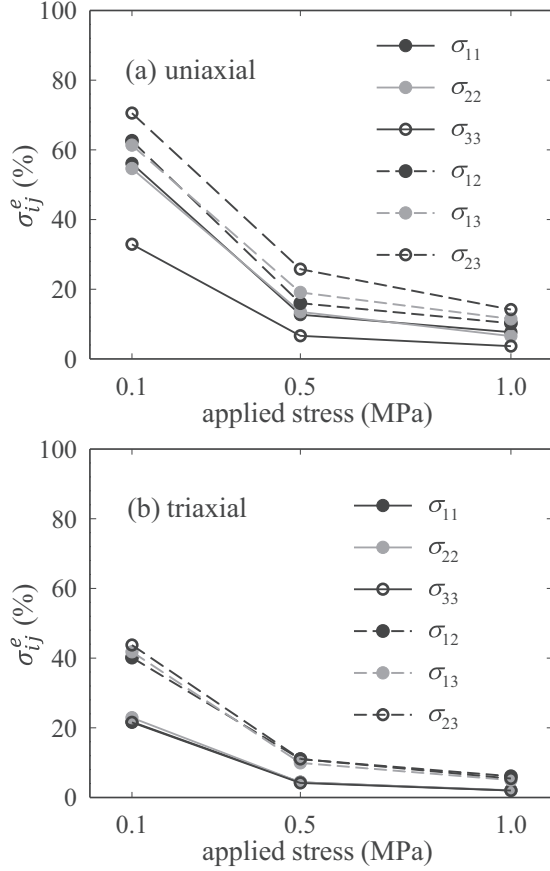 100
80
60
40
20
0
σᵉᵢⱼ (%)
(a) uniaxial
σ₁₁
σ₂₂
σ₃₃
σ₁₂
σ₁₃
σ₂₃
0.1 0.5 1.0
applied stress (MPa)
100
80
60
40
20
0
σᵉᵢⱼ (%)
(b) triaxial
σ₁₁
σ₂₂
σ₃₃
σ₁₂
σ₁₃
σ₂₃
0.1 0.5 1.0
applied stress (MPa)